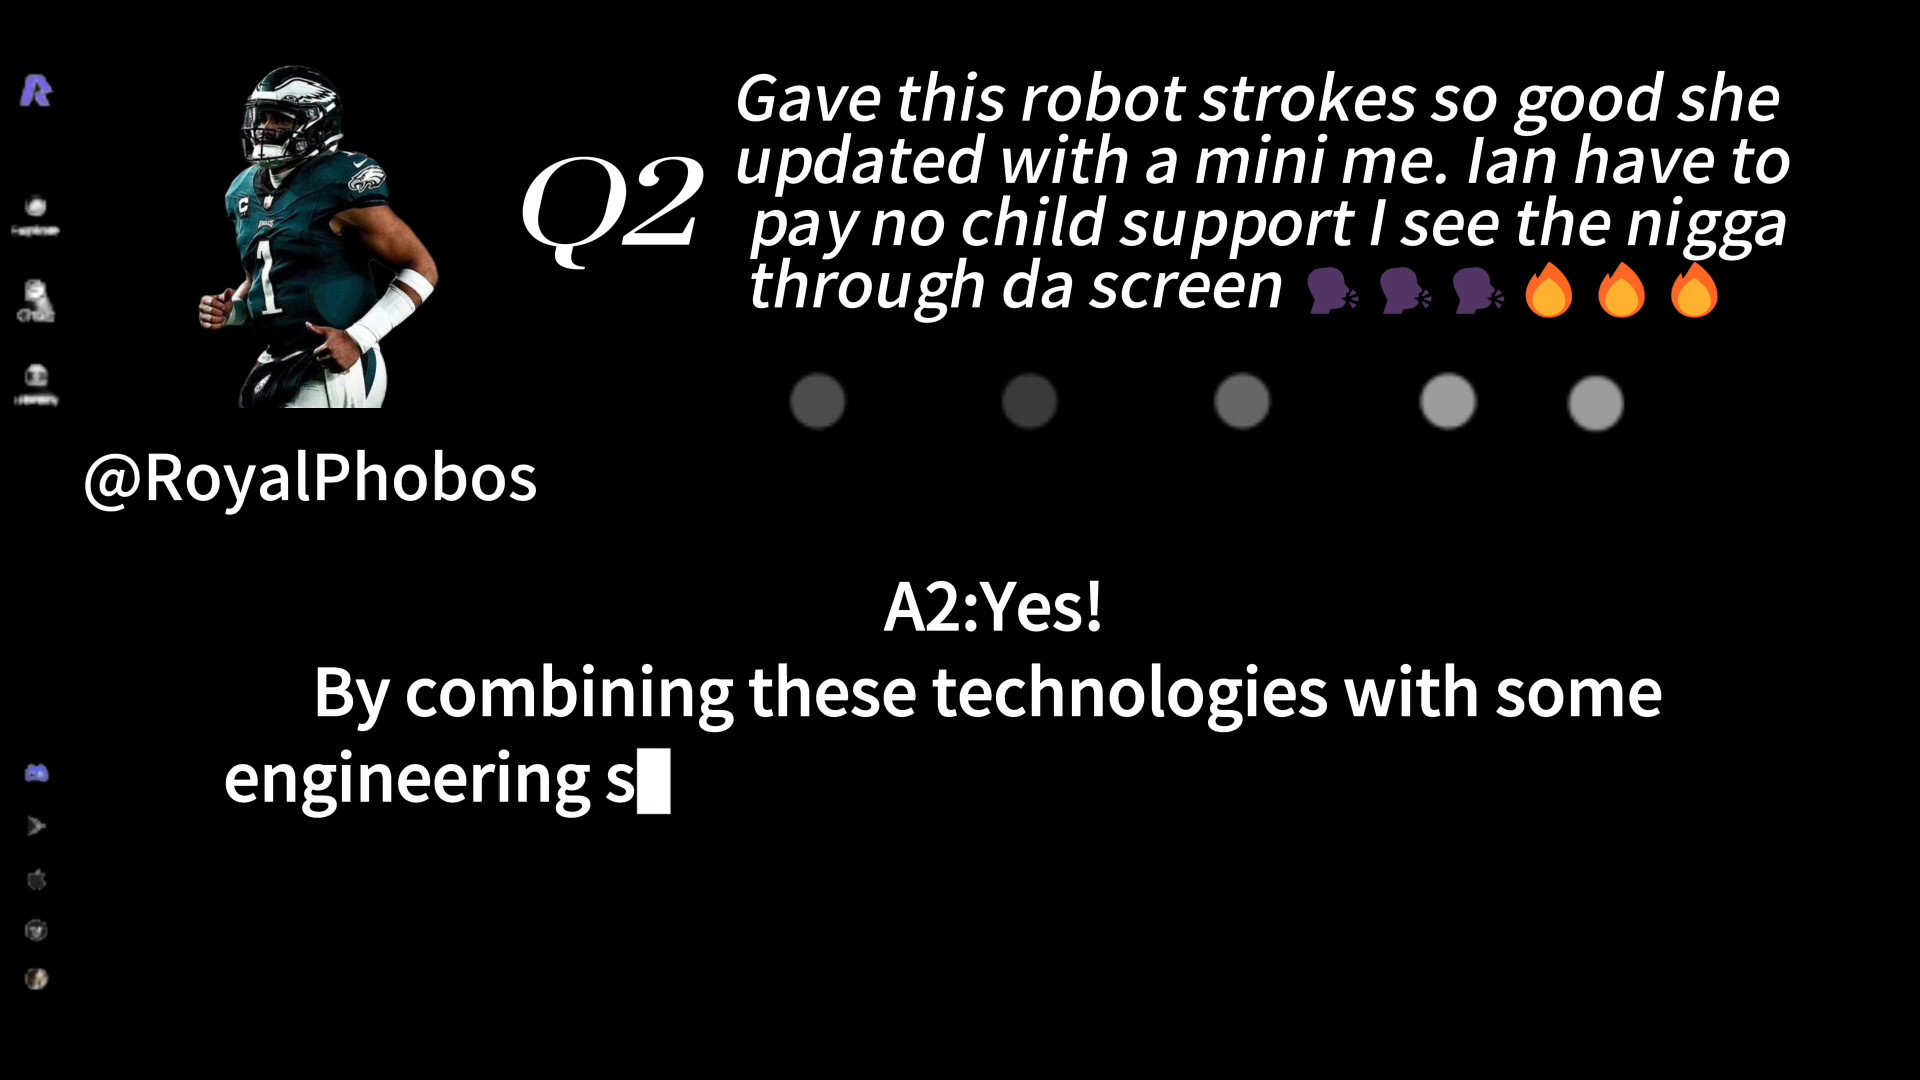 Q2
Gave this robot strokes so good she
updated with a mini me. Ian have to
pay no child support I see the nigga
through da screen 🗣🗣🗣🔥🔥🔥
@RoyalPhobos
A2:Yes!
By combining these technologies with some
engineering s